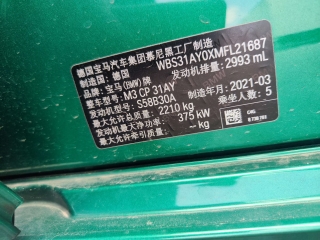 德国宝马汽车集团慕尼黑工厂制造
制造国：德国 WBS31AY0XMFL21687
品牌：宝马(BMW)牌 发动机排量：2993 mL
整车型号：M3 CP 31AY
发动机型号：S58B30A 制造年月：2021-03
最大允许总质量：2210 kg 乘坐人数：5
发动机最大净功率：375 kW
最大允许牵引质量：-- kg